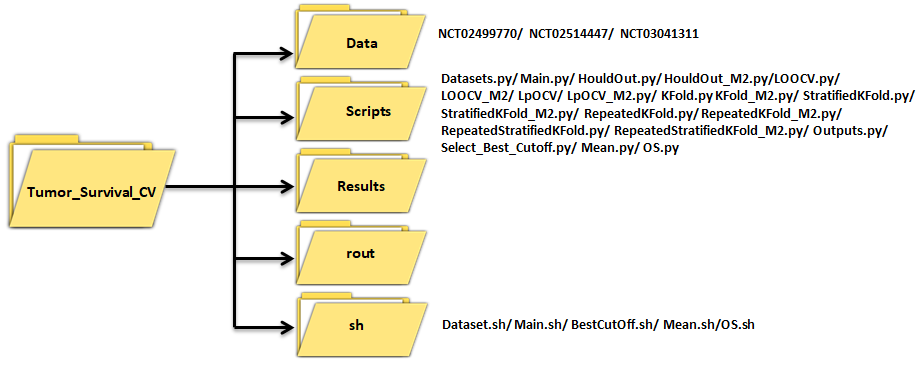 Data
NCT02499770/ NCT02514447/ NCT03041311
Scripts
Datasets.py/ Main.py/ HouldOut.py/ HouldOut_M2.py/LOOCV.py/
LOOCV_M2/ LpOCV/ LpOCV_M2.py/ KFold.py KFold_M2.py/ StratifiedKFold.py/
StratifiedKFold_M2.py/ RepeatedKFold.py/ RepeatedKFold_M2.py/
RepeatedStratifiedKFold.py/ RepeatedStratifiedKFold_M2.py/ Outputs.py/
Select_Best_Cutoff.py/ Mean.py/ OS.py
Tumor_Survival_CV
Results
rout
sh
Dataset.sh/ Main.sh/ BestCutOff.sh/ Mean.sh/OS.sh